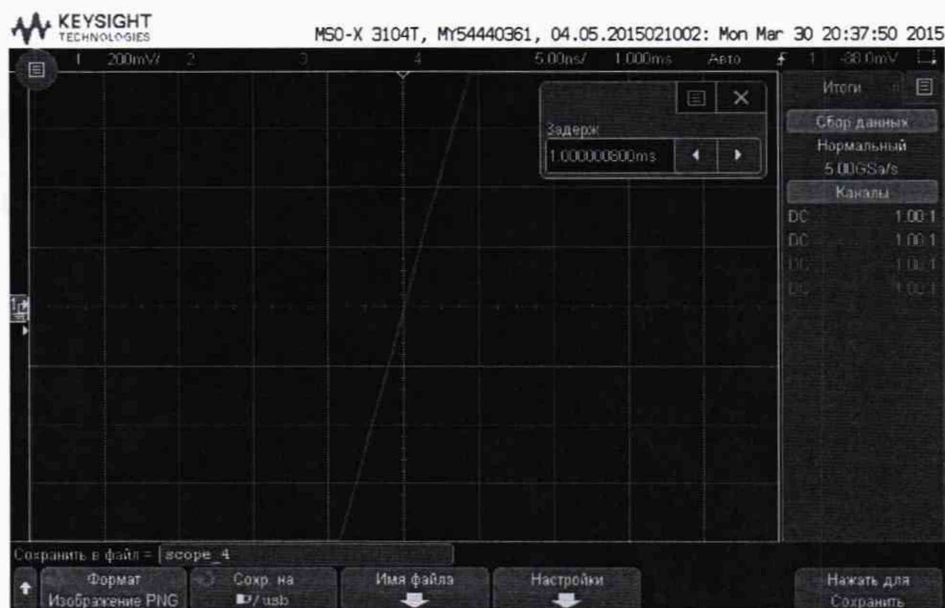 KEYSIGHT
TECHNOLOGIES
MSO-X 3104T, MY54440361, 04.05.2015021002: Mon Mar 30 20:37:50 2015
1 200mV/ 2 3 4 5.00ns/ 1.000ms Авто 1 -88.0mV
Итоги
Сбор данных
Нормальный
5.00GSa/s
Каналы
DC 1.00:1
DC 1.00:1
DC 1.00:1
DC 1.00:1
Задерж
1.000000800ms
Сохранить в файл = scope_4
Формат
Изображение PNG
Сохр. на
/usb
Имя файла
Настройки
Нажать для
Сохранить